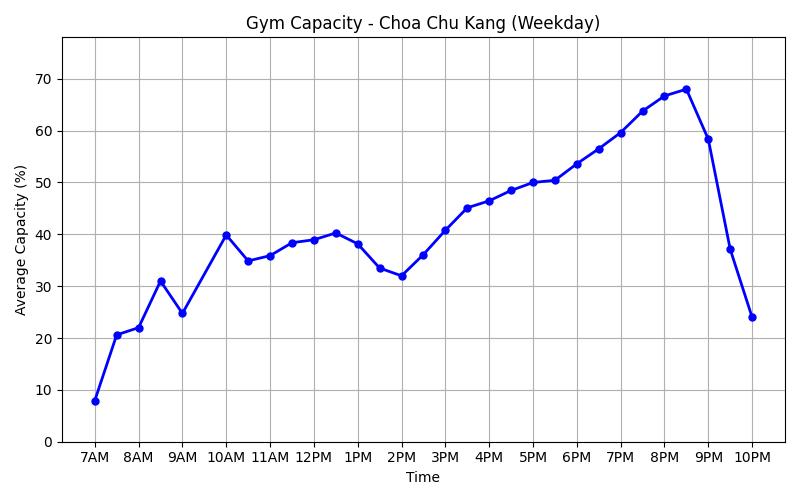 Gym Capacity - Choa Chu Kang (Weekday)
Average Capacity (%)
70
60
50
40
30
20
10
0
7AM 8AM 9AM 10AM 11AM 12PM 1PM 2PM 3PM 4PM 5PM 6PM 7PM 8PM 9PM 10PM
Time